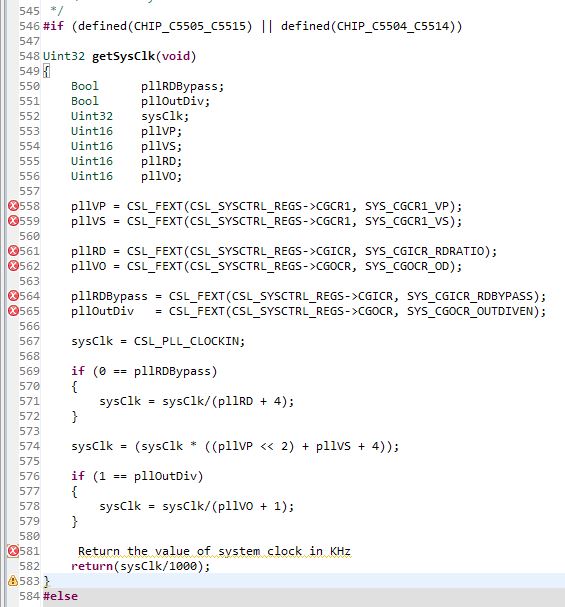 545 */
546 #if (defined(CHIP_C5505_C5515) || defined(CHIP_C5504_C5514))
547
548 Uint32 getSysClk(void)
549 {
550     Bool      pllRDBypass;
551     Bool      pllOutDiv;
552     Uint32    sysClk;
553     Uint16    pllVP;
554     Uint16    pllVS;
555     Uint16    pllRD;
556     Uint16    pllVO;
557
558     pllVP = CSL_FEXT(CSL_SYSCTRL_REGS->CGCR1, SYS_CGCR1_VP);
559     pllVS = CSL_FEXT(CSL_SYSCTRL_REGS->CGCR1, SYS_CGCR1_VS);
560
561     pllRD = CSL_FEXT(CSL_SYSCTRL_REGS->CGICR, SYS_CGICR_RDRATIO);
562     pllVO = CSL_FEXT(CSL_SYSCTRL_REGS->CGOCR, SYS_CGOCR_OD);
563
564     pllRDBypass = CSL_FEXT(CSL_SYSCTRL_REGS->CGICR, SYS_CGICR_RDBYPASS);
565     pllOutDiv   = CSL_FEXT(CSL_SYSCTRL_REGS->CGOCR, SYS_CGOCR_OUTDIVEN);
566
567     sysClk = CSL_PLL_CLOCKIN;
568
569     if (0 == pllRDBypass)
570     {
571         sysClk = sysClk/(pllRD + 4);
572     }
573
574     sysClk = (sysClk * ((pllVP << 2) + pllVS + 4));
575
576     if (1 == pllOutDiv)
577     {
578         sysClk = sysClk/(pllVO + 1);
579     }
580
581      Return the value of system clock in KHz
582     return(sysClk/1000);
583 }
584 #else